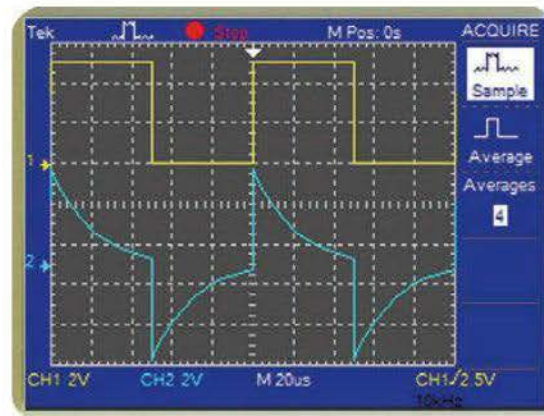 Tek Stop M Pos: 0s ACQUIRE
Sample
Average
Averages
4
1
2
CH1 2V CH2 2V M 20us CH1/2.5V
10kHz